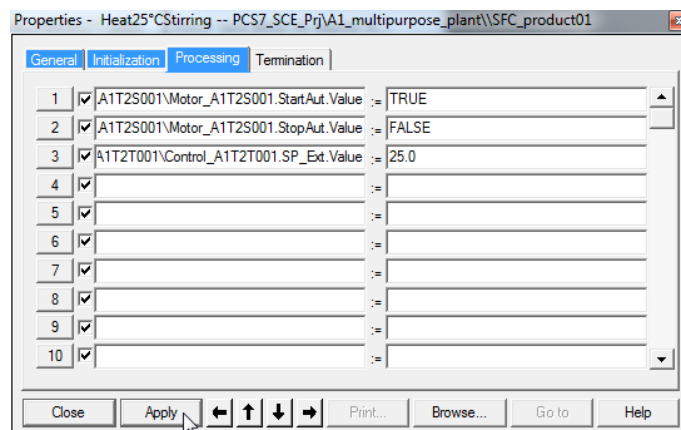 Properties - Heat25°CStirring -- PCS7_SCE_Prj\A1_multipurpose_plant\\SFC_product01
General Initialization Processing Termination
1 A1T2S001\Motor_A1T2S001.StartAut.Value := TRUE
2 A1T2S001\Motor_A1T2S001.StopAut.Value := FALSE
3 A1T2T001\Control_A1T2T001.SP_Ext.Value := 25.0
4 :=
5 :=
6 :=
7 :=
8 :=
9 :=
10 :=
Close Apply Print... Browse... Go to Help